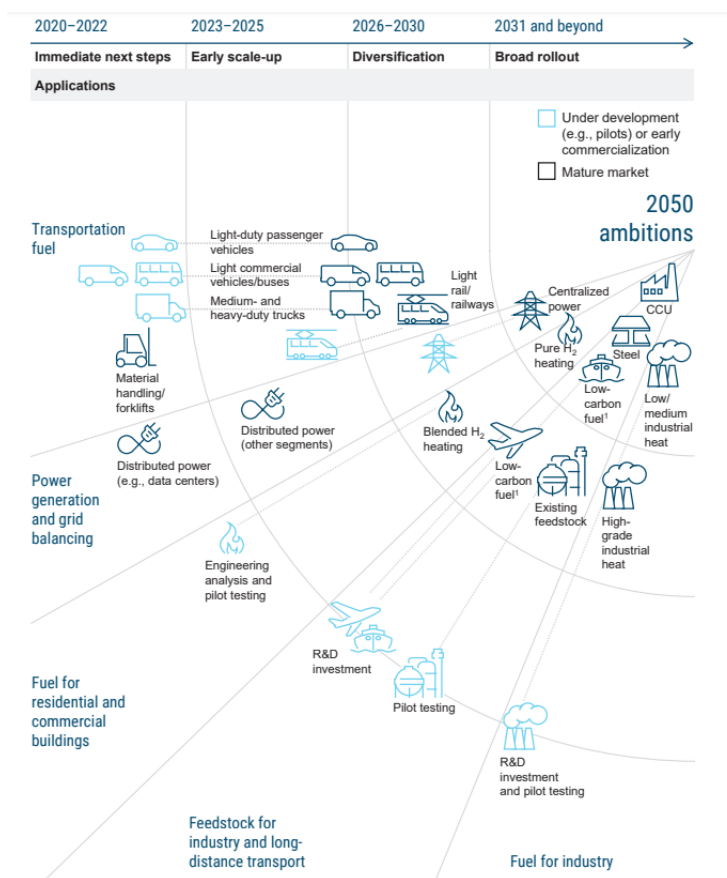 2020–2022
2023–2025
2026–2030
2031 and beyond
Immediate next steps
Early scale-up
Diversification
Broad rollout
Applications
Under development
(e.g., pilots) or early
commercialization
Mature market
2050
ambitions
Transportation
fuel
Light-duty passenger
vehicles
Light commercial
vehicles/buses
Medium- and
heavy-duty trucks
Light
rail/
railways
Material
handling/
forklifts
Centralized
power
CCU
Pure H₂
heating
Steel
Low-
carbon
fuel¹
Low/
medium
industrial
heat
Distributed power
(other segments)
Distributed power
(e.g., data centers)
Blended H₂
heating
Low-
carbon
fuel¹
Existing
feedstock
High-
grade
industrial
heat
Power
generation
and grid
balancing
Engineering
analysis and
pilot testing
R&D
investment
Pilot testing
Fuel for
residential and
commercial
buildings
R&D
investment
and pilot testing
Feedstock for
industry and long-
distance transport
Fuel for industry